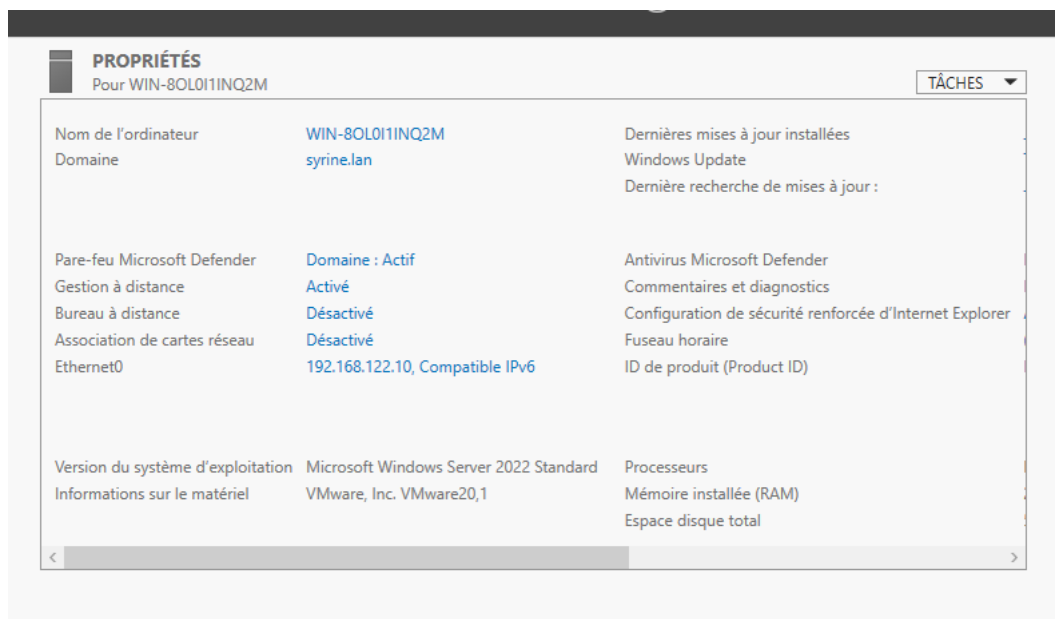 PROPRIÉTÉS
Pour WIN-8OL0I1INQ2M
TÂCHES
Nom de l'ordinateur WIN-8OL0I1INQ2M Dernières mises à jour installées
Domaine syrine.lan Windows Update
Dernière recherche de mises à jour :
Pare-feu Microsoft Defender Domaine : Actif Antivirus Microsoft Defender
Gestion à distance Activé Commentaires et diagnostics
Bureau à distance Désactivé Configuration de sécurité renforcée d'Internet Explorer
Association de cartes réseau Désactivé Fuseau horaire
Ethernet0 192.168.122.10, Compatible IPv6 ID de produit (Product ID)
Version du système d'exploitation Microsoft Windows Server 2022 Standard Processeurs
Informations sur le matériel VMware, Inc. VMware20,1 Mémoire installée (RAM)
Espace disque total